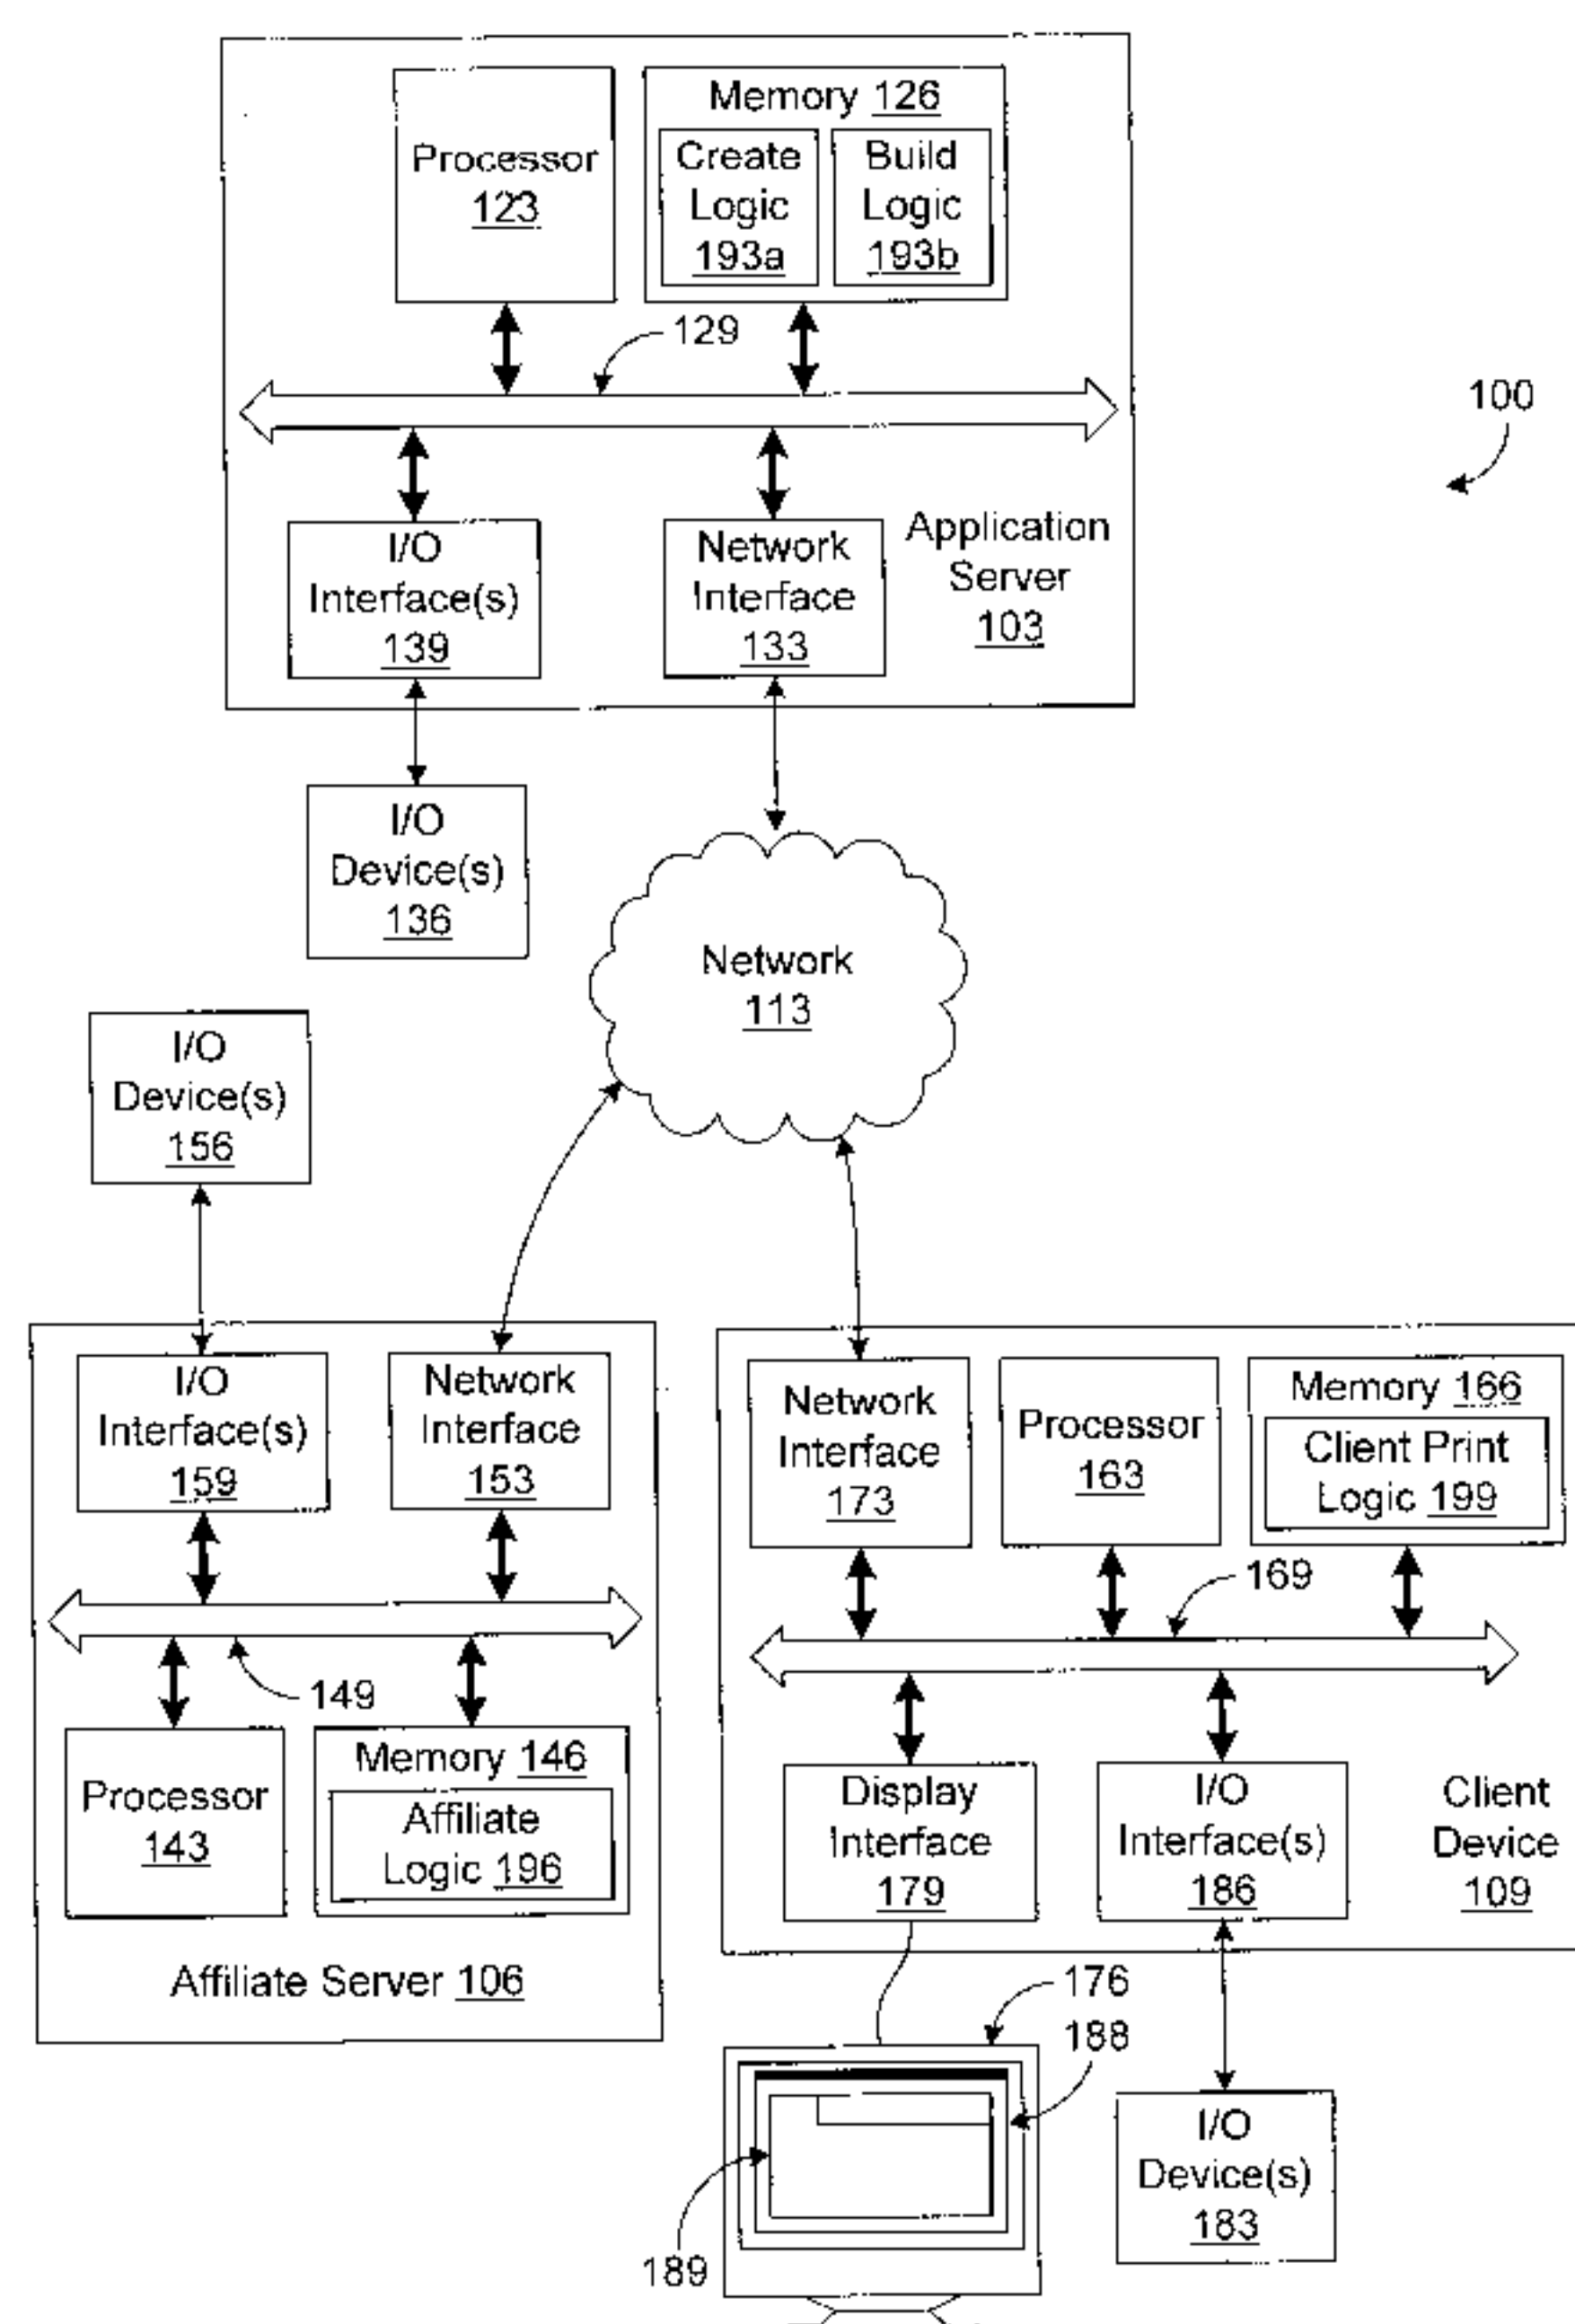 Processor
123
Memory 126
Create
Logic
193a
Build
Logic
193b
129
100
I/O
Interface(s)
139
Network
Interface
133
Application
Server
103
I/O
Device(s)
136
Network
113
I/O
Device(s)
156
I/O
Interface(s)
159
Network
Interface
153
149
Processor
143
Memory 146
Affiliate
Logic 196
Affiliate Server 106
Network
Interface
173
Processor
163
Memory 166
Client Print
Logic 199
169
Display
Interface
179
I/O
Interface(s)
186
Client
Device
109
176
188
189
I/O
Device(s)
183